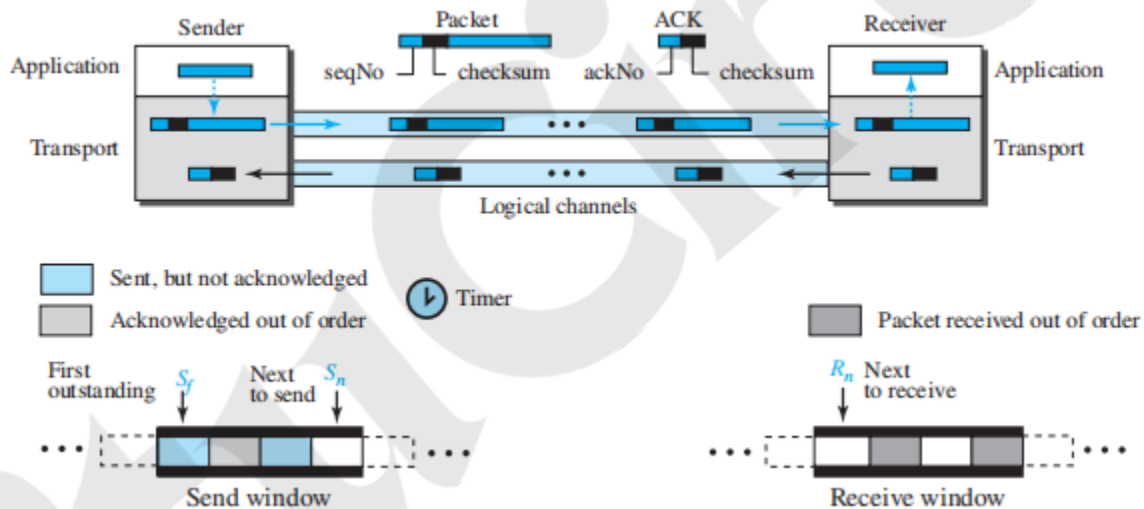 Sender
Packet
ACK
Receiver
Application
seqNo
checksum
ackNo
checksum
Application
Transport
Transport
Logical channels
Sent, but not acknowledged
Timer
Acknowledged out of order
Packet received out of order
First
outstanding
Sf
Next
to send
Sn
Rn
Next
to receive
Send window
Receive window